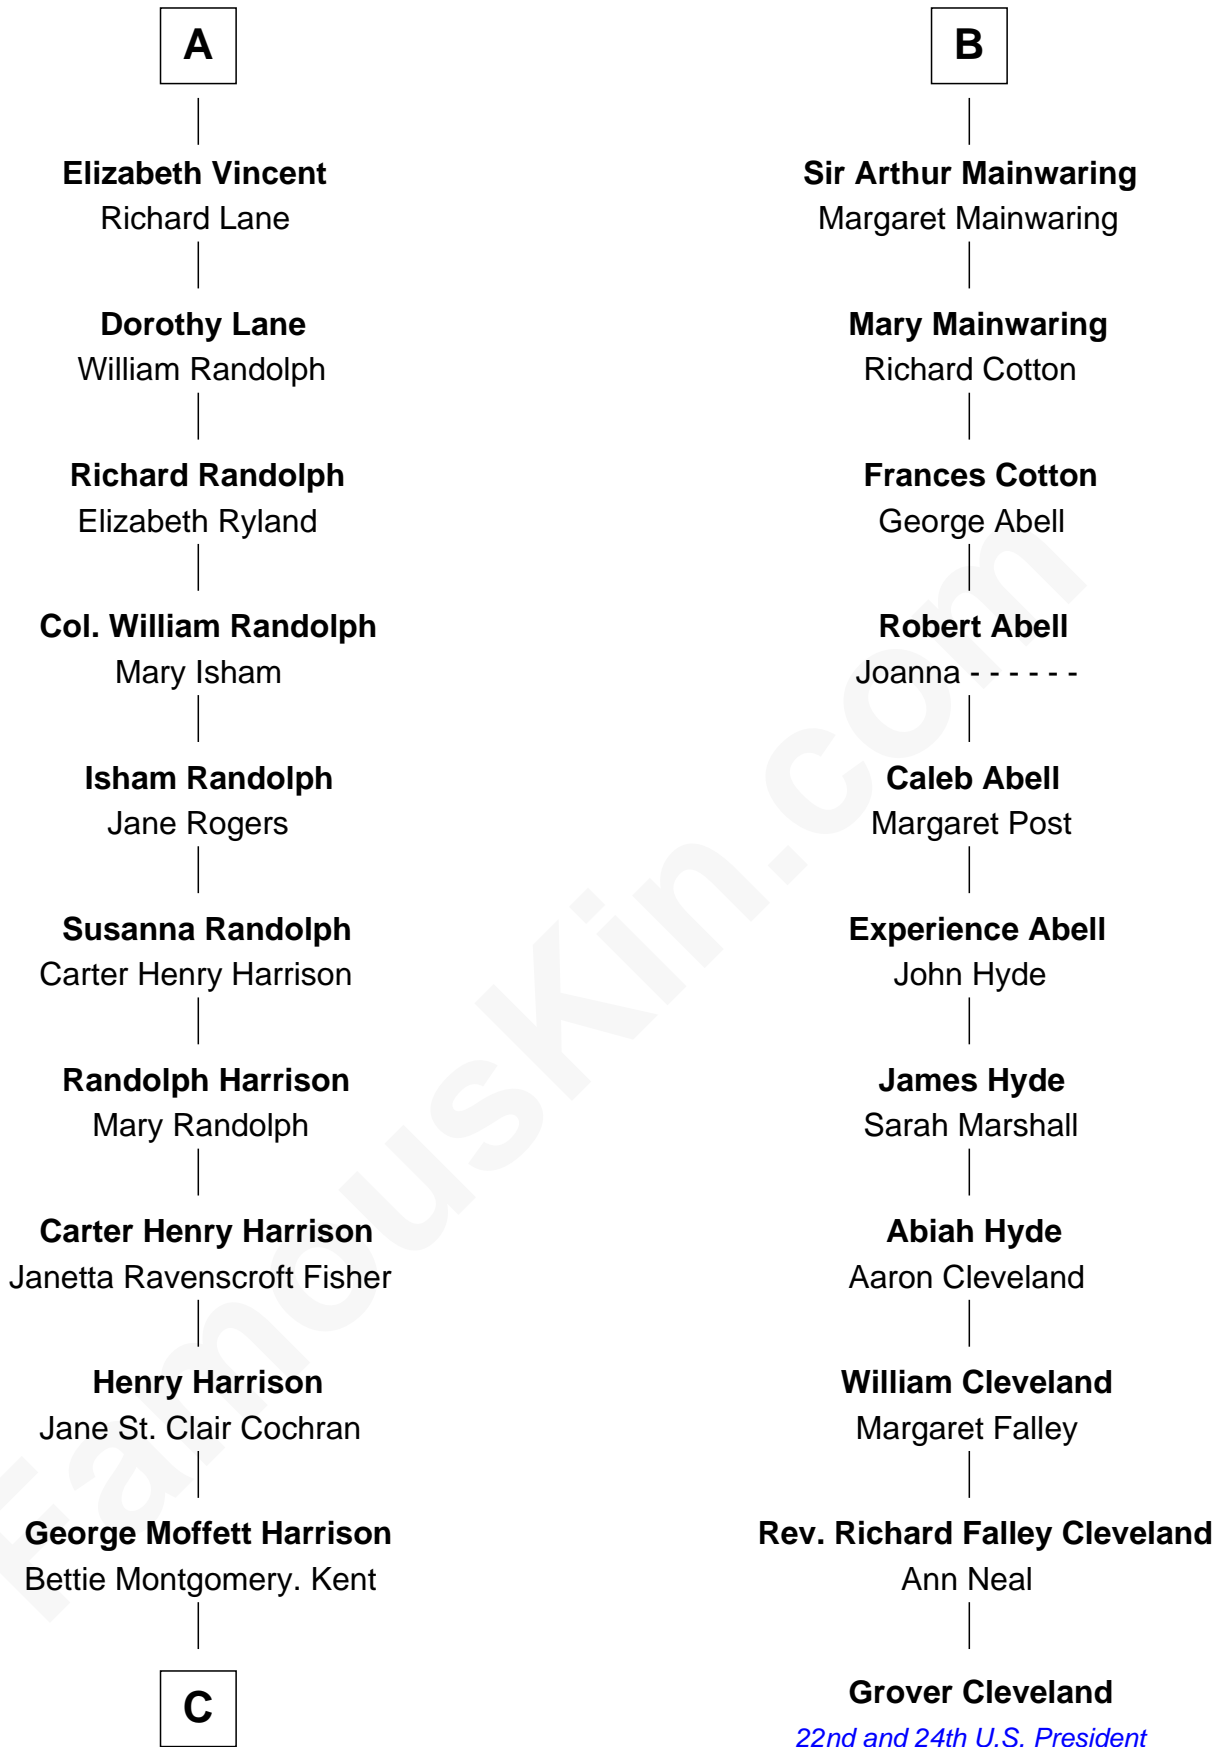 A
Elizabeth Vincent
Richard Lane
Dorothy Lane
William Randolph
Richard Randolph
Elizabeth Ryland
Col. William Randolph
Mary Isham
Isham Randolph
Jane Rogers
Susanna Randolph
Carter Henry Harrison
Randolph Harrison
Mary Randolph
Carter Henry Harrison
Janetta Ravenscroft Fisher
Henry Harrison
Jane St. Clair Cochran
George Moffett Harrison
Bettie Montgomery. Kent
C
B
Sir Arthur Mainwaring
Margaret Mainwaring
Mary Mainwaring
Richard Cotton
Frances Cotton
George Abell
Robert Abell
Joanna - - - - - -
Caleb Abell
Margaret Post
Experience Abell
John Hyde
James Hyde
Sarah Marshall
Abiah Hyde
Aaron Cleveland
William Cleveland
Margaret Falley
Rev. Richard Falley Cleveland
Ann Neal
Grover Cleveland
22nd and 24th U.S. President
FamousKin.com